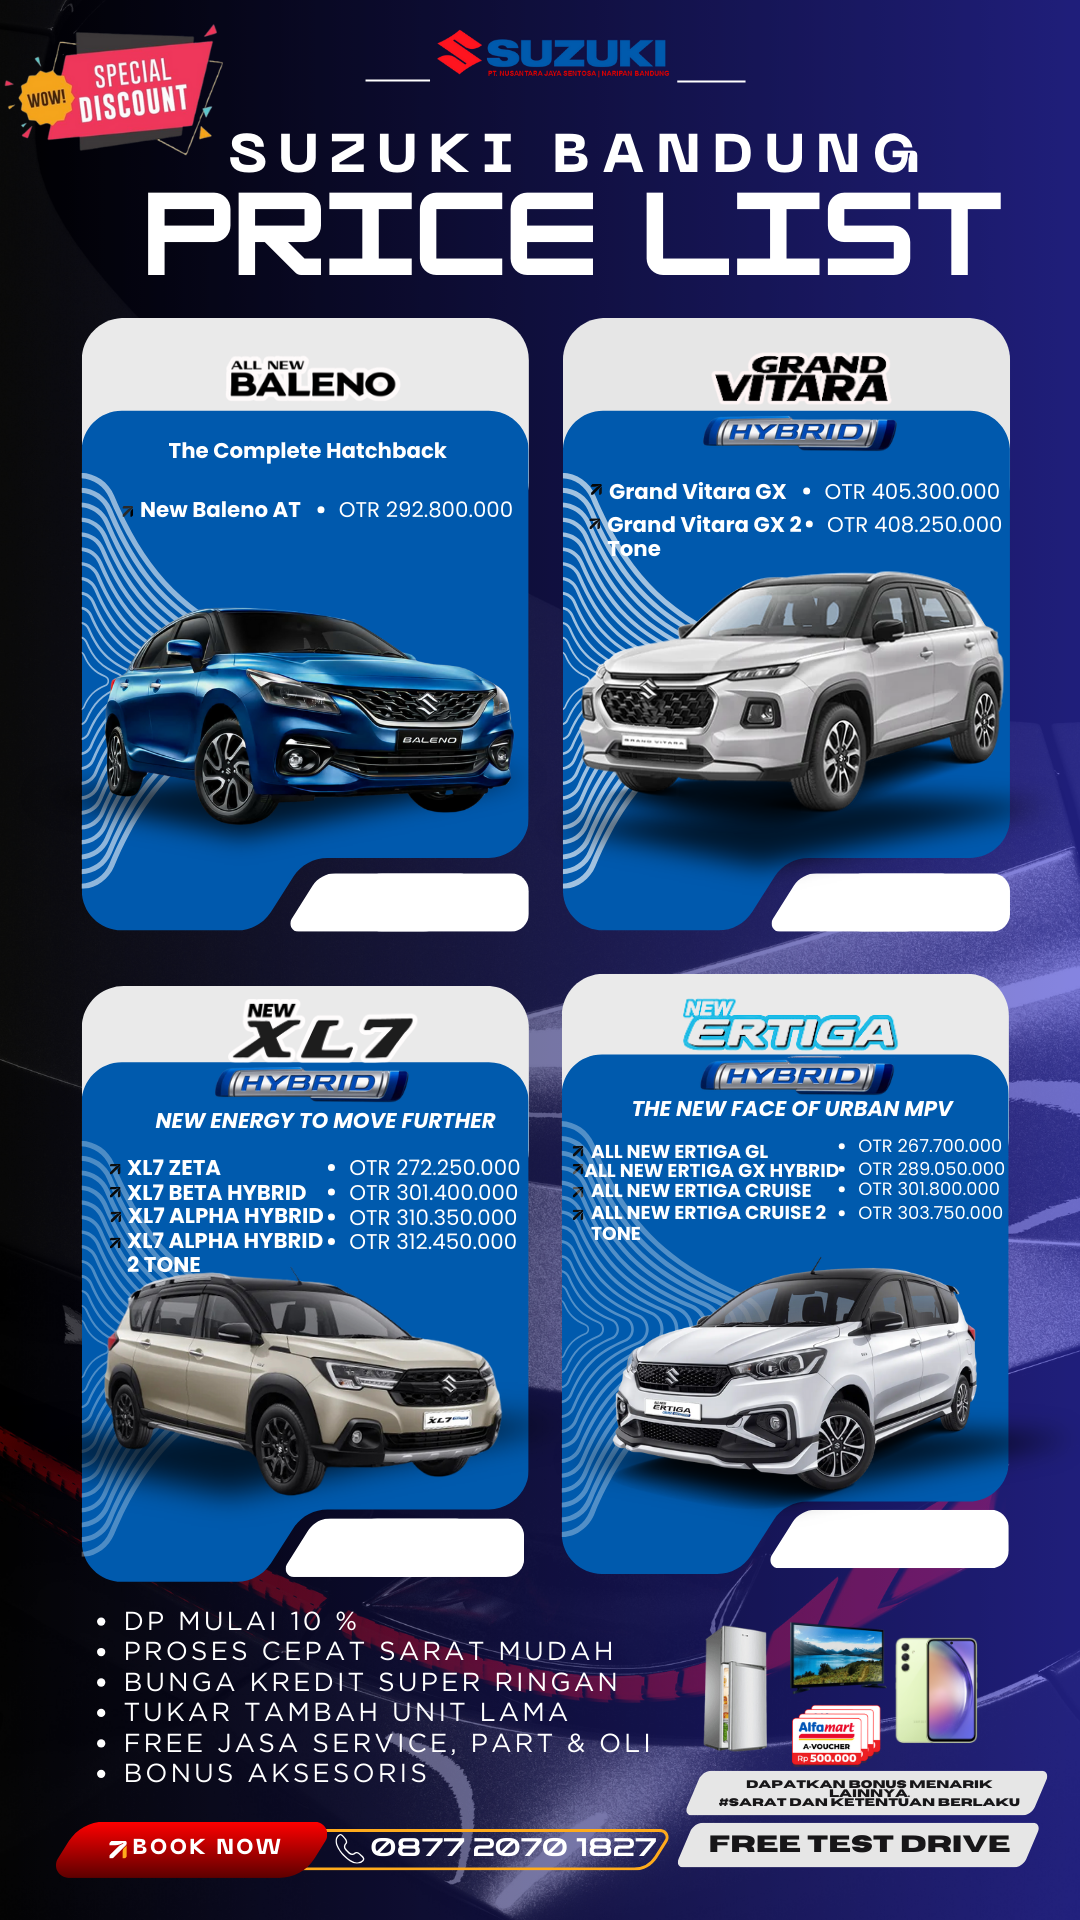 SUZUKI
PT. NUSANTARA JAYA SENTOSA | NARIPAN BANDUNG
SPECIAL
DISCOUNT
WOW!
SUZUKI BANDUNG
PRICE LIST
ALL NEW
BALENO
The Complete Hatchback
New Baleno AT • OTR 292.800.000
BALENO
GRAND
VITARA
HYBRID
Grand Vitara GX • OTR 405.300.000
Grand Vitara GX 2 • OTR 408.250.000
Tone
GRAND VITARA
NEW
XL7
HYBRID
NEW ENERGY TO MOVE FURTHER
XL7 ZETA • OTR 272.250.000
XL7 BETA HYBRID • OTR 301.400.000
XL7 ALPHA HYBRID • OTR 310.350.000
XL7 ALPHA HYBRID • OTR 312.450.000
2 TONE
XL7
NEW
ERTIGA
HYBRID
THE NEW FACE OF URBAN MPV
ALL NEW ERTIGA GL • OTR 267.700.000
ALL NEW ERTIGA GX HYBRID • OTR 289.050.000
ALL NEW ERTIGA CRUISE • OTR 301.800.000
ALL NEW ERTIGA CRUISE 2 • OTR 303.750.000
TONE
ERTIGA
• DP MULAI 10 %
• PROSES CEPAT SARAT MUDAH
• BUNGA KREDIT SUPER RINGAN
• TUKAR TAMBAH UNIT LAMA
• FREE JASA SERVICE, PART & OLI
• BONUS AKSESORIS
Alfamart
A-VOUCHER
Rp 500.000
DAPATKAN BONUS MENARIK
LAINNYA.
#SARAT DAN KETENTUAN BERLAKU
BOOK NOW
0877 2070 1827
FREE TEST DRIVE